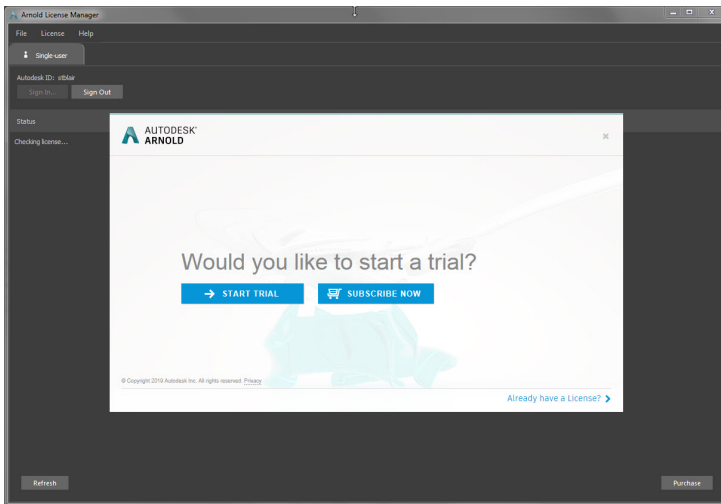 Arnold License Manager
File License Help
Single-user
Autodesk ID: stblair
Sign In... Sign Out
Status
Checking license...
AUTODESK®
ARNOLD
Would you like to start a trial?
START TRIAL SUBSCRIBE NOW
© Copyright 2019 Autodesk Inc. All rights reserved. Privacy
Already have a License?
Refresh Purchase